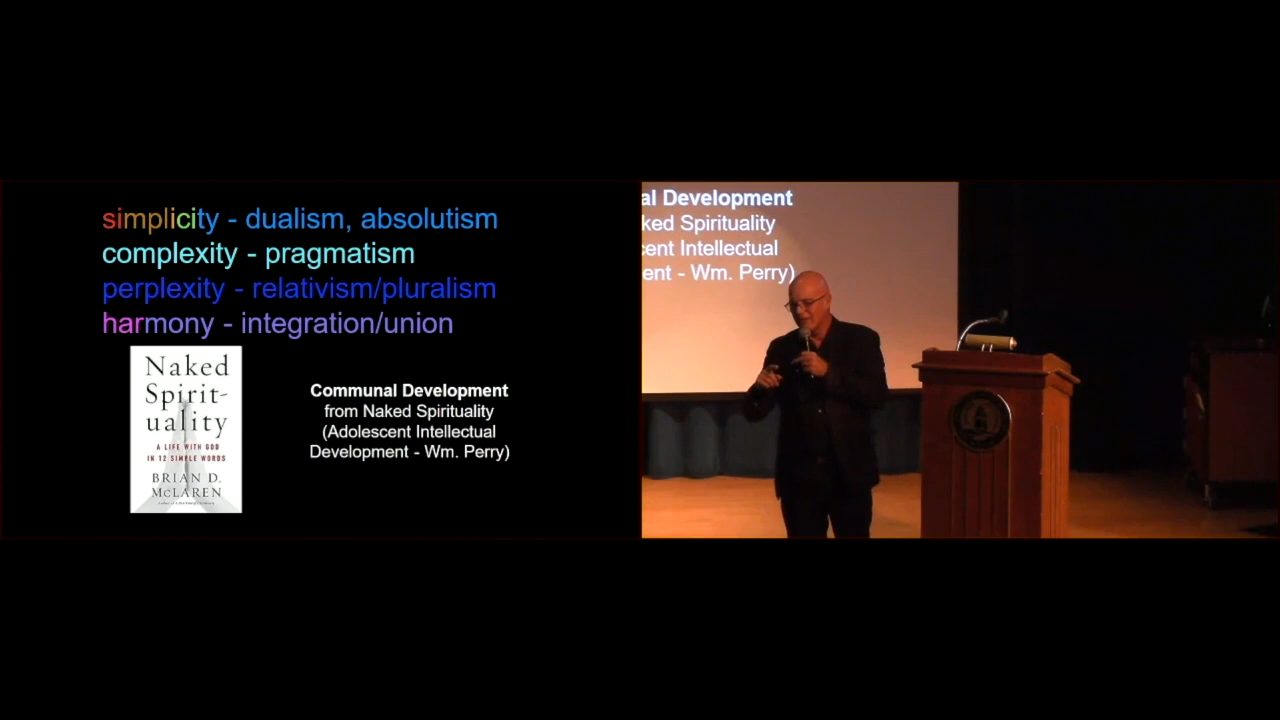 simplicity - dualism, absolutism
complexity - pragmatism
perplexity - relativism/pluralism
harmony - integration/union
Naked
Spirit-
uality
A LIFE WITH GOD
IN 12 SIMPLE WORDS
BRIAN D.
McLAREN
Communal Development
from Naked Spirituality
(Adolescent Intellectual
Development - Wm. Perry)
al Development
ked Spirituality
cent Intellectual
ent - Wm. Perry)